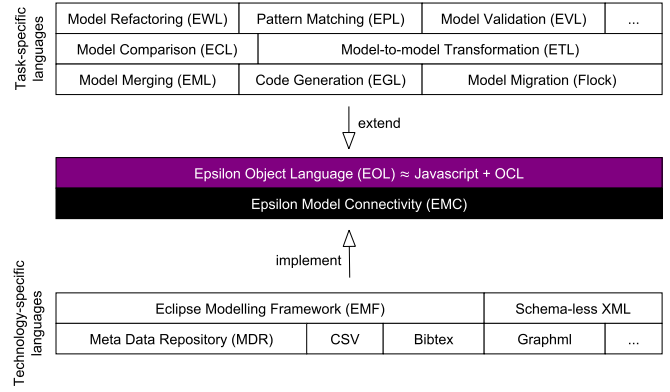 Task-specific
languages
Model Refactoring (EWL)
Pattern Matching (EPL)
Model Validation (EVL)
...
Model Comparison (ECL)
Model-to-model Transformation (ETL)
Model Merging (EML)
Code Generation (EGL)
Model Migration (Flock)
extend
Epsilon Object Language (EOL) ≈ Javascript + OCL
Epsilon Model Connectivity (EMC)
implement
Technology-specific
languages
Eclipse Modelling Framework (EMF)
Schema-less XML
Meta Data Repository (MDR)
CSV
Bibtex
Graphml
...